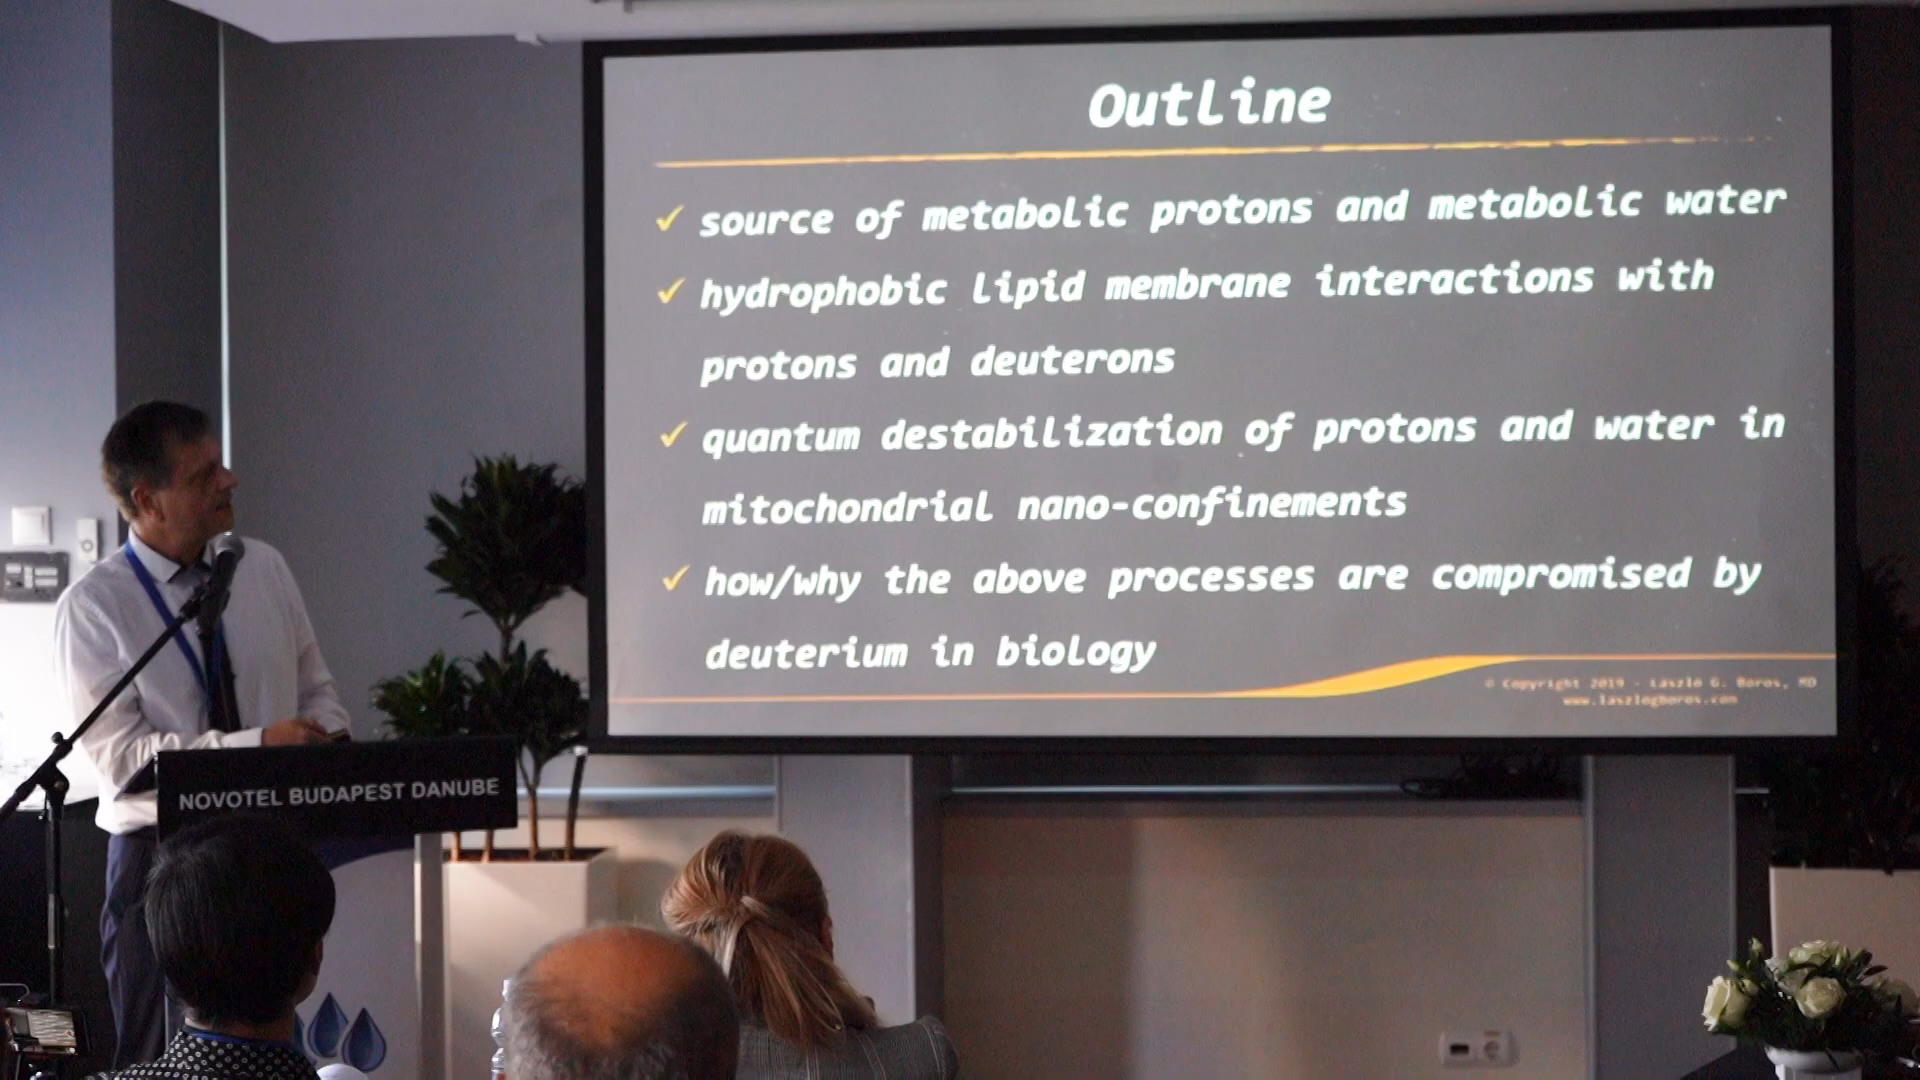 Outline
✓ source of metabolic protons and metabolic water
✓ hydrophobic lipid membrane interactions with
protons and deuterons
✓ quantum destabilization of protons and water in
mitochondrial nano-confinements
✓ how/why the above processes are compromised by
deuterium in biology
© Copyright 2019 - Laszlo G. Boros, MD
www.laszlogboros.com
NOVOTEL BUDAPEST DANUBE